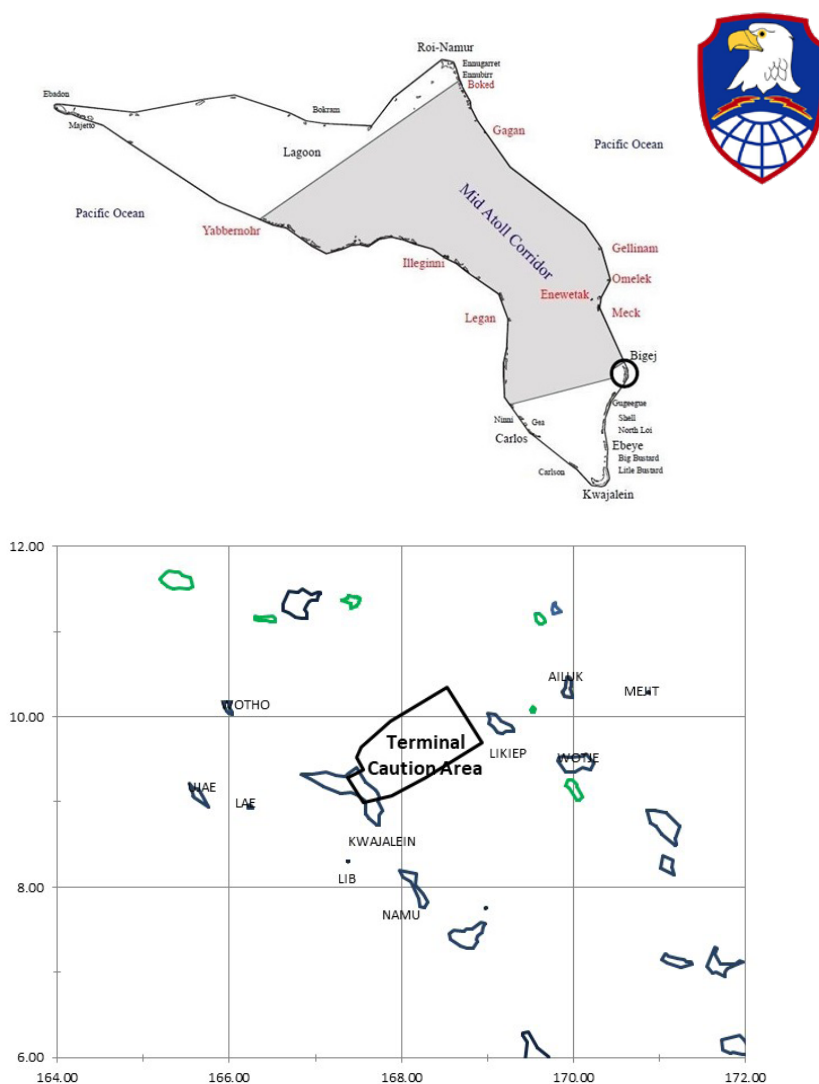 Roi-Namur
Ennugarret
Ennubirr
Boked
Ebadon
Majetto
Bokram
Gagan
Lagoon
Pacific Ocean
Pacific Ocean
Mid Atoll Corridor
Yabbernohr
Gellinam
Illeginni
Omelek
Enewetak
Meck
Legan
Bigej
Gugeegue
Ninni
Gea
Shell
North Loi
Carlos
Ebeye
Big Bustard
Carlson
Litle Bustard
Kwajalein
12.00
AILUK
MEJIT
WOTHO
10.00
Terminal
Caution Area
LIKIEP
WOTJE
UJAE
LAE
KWAJALEIN
LIB
8.00
NAMU
6.00
164.00
166.00
168.00
170.00
172.00